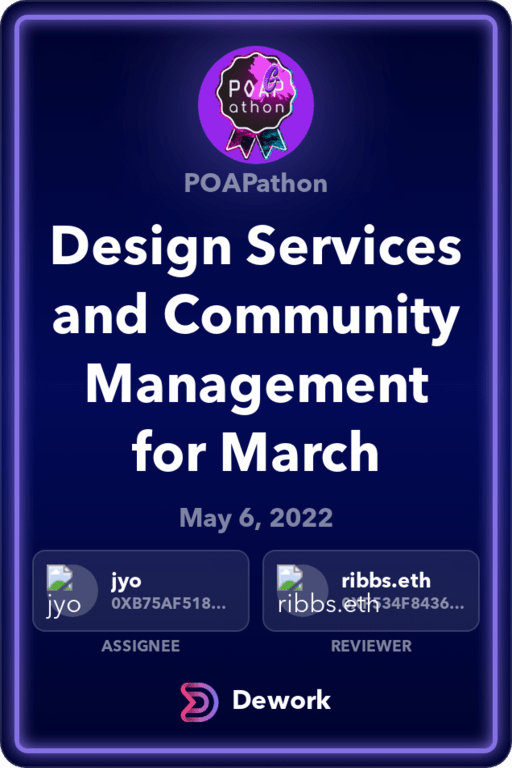 POAP
athon
POAPathon
Design Services
and Community
Management
for March
May 6, 2022
jyo
jyo
0XB75AF518...
ribbs.eth
ribbs.eth
34F8436...
ASSIGNEE
REVIEWER
Dework